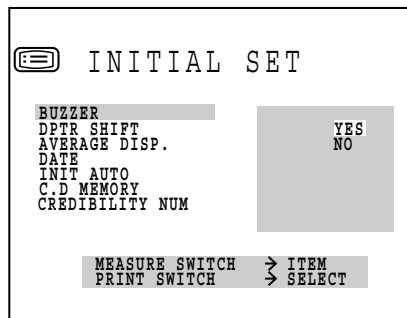 INITIAL SET
BUZZER
DPTR SHIFT
AVERAGE DISP.
DATE
INIT AUTO
C.D MEMORY
CREDIBILITY NUM
YES
NO
MEASURE SWITCH → ITEM
PRINT SWITCH → SELECT